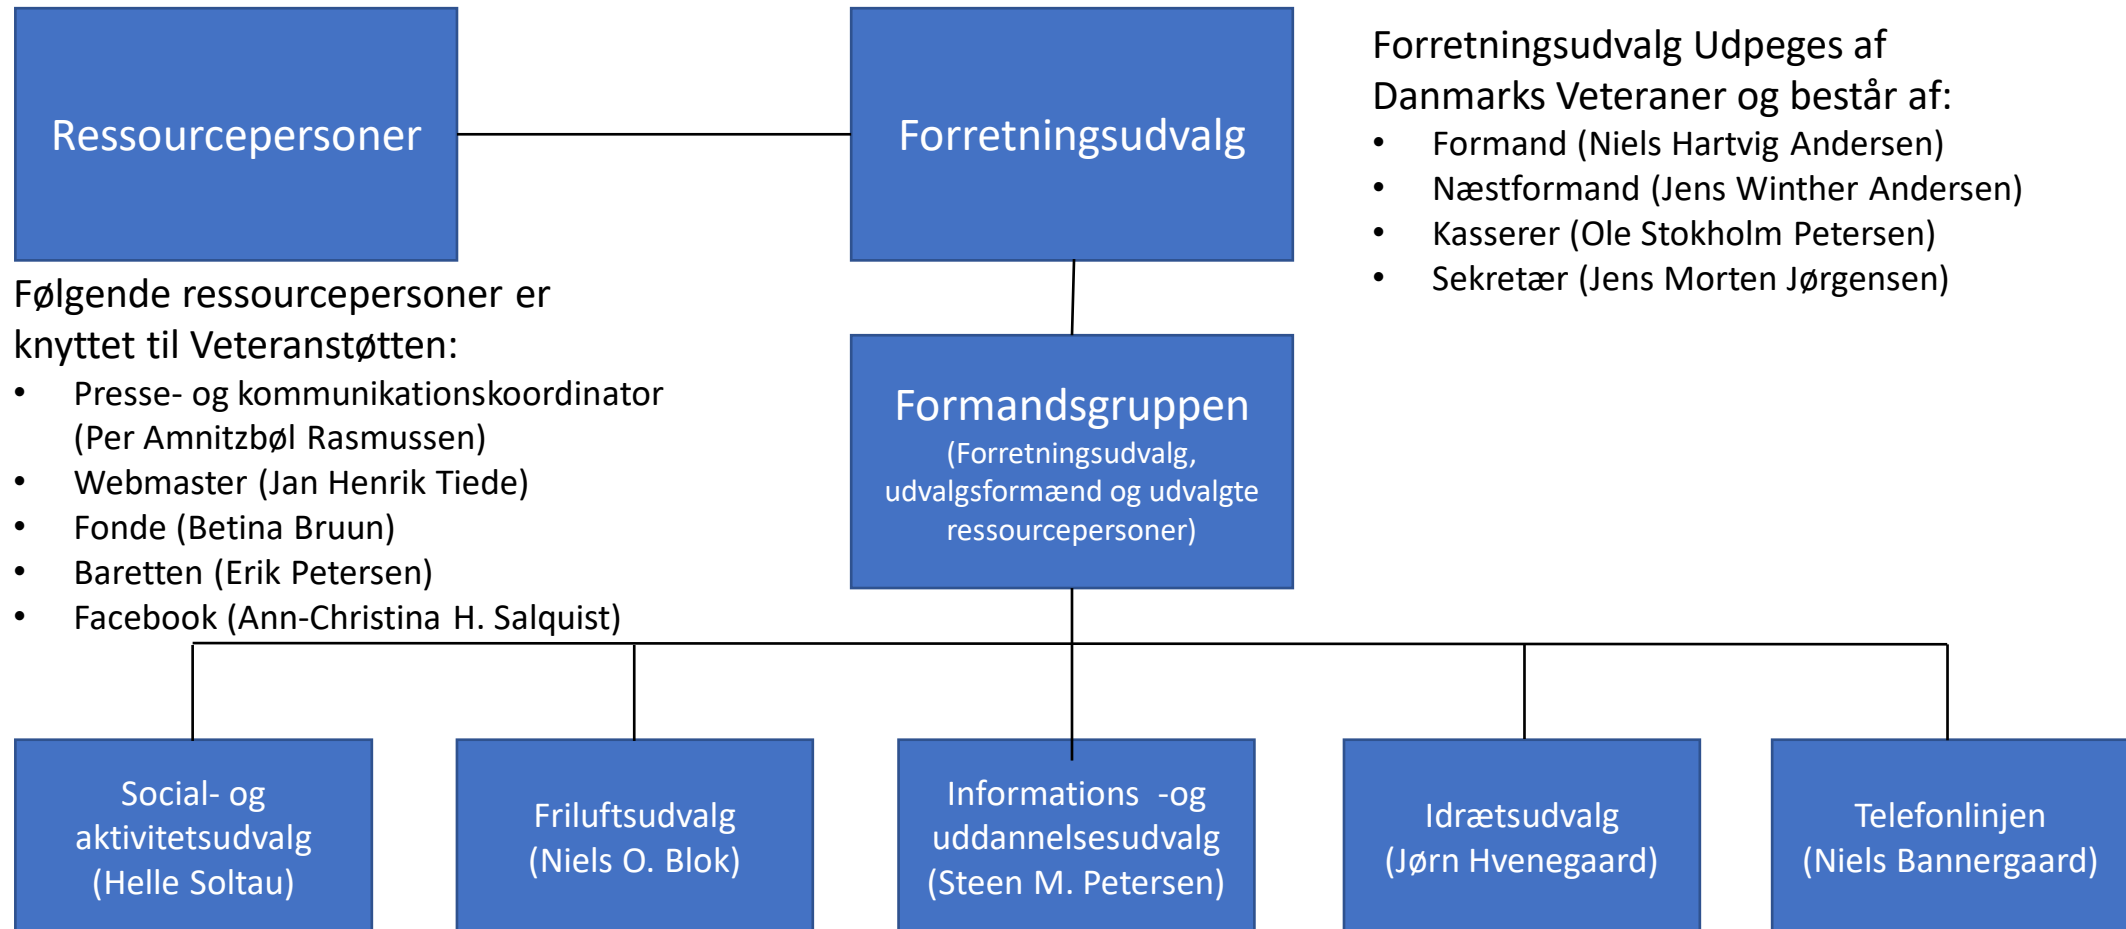 Ressourcepersoner
Forretningsudvalg
Forretningsudvalg Udpeges af
Danmarks Veteraner og består af:
• Formand (Niels Hartvig Andersen)
• Næstformand (Jens Winther Andersen)
• Kasserer (Ole Stokholm Petersen)
• Sekretær (Jens Morten Jørgensen)
Følgende ressourcepersoner er
knyttet til Veteranstøtten:
• Presse- og kommunikationskoordinator
(Per Amnitzbøl Rasmussen)
• Webmaster (Jan Henrik Tiede)
• Fonde (Betina Bruun)
• Baretten (Erik Petersen)
• Facebook (Ann-Christina H. Salquist)
Formandsgruppen
(Forretningsudvalg,
udvalgsformænd og udvalgte
ressourcepersoner)
Social- og
aktivitetsudvalg
(Helle Soltau)
Friluftsudvalg
(Niels O. Blok)
Informations -og
uddannelsesudvalg
(Steen M. Petersen)
Idrætsudvalg
(Jørn Hvenegaard)
Telefonlinjen
(Niels Bannergaard)